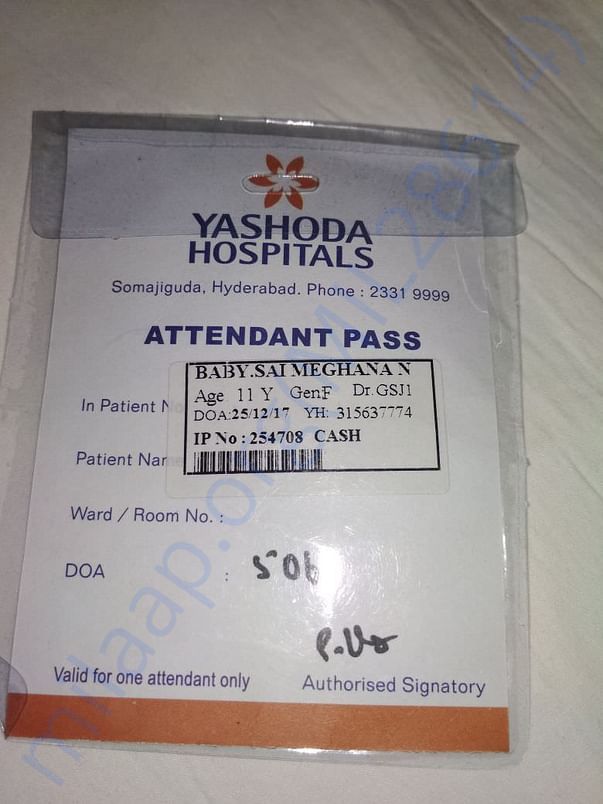 YASHODA
HOSPITALS
Somajiguda, Hyderabad. Phone : 2331 9999
ATTENDANT PASS
BABY.SAI MEGHANA N
Age 11 Y GenF Dr.GSJ1
DOA:25/12/17 YH: 315637774
IP No : 254708 CASH
In Patient
Patient
Ward / Room No. :
DOA :
Valid for one attendant only
Authorised Signatory